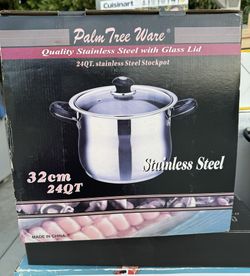 Cuisinart
Palm Tree Ware®
Quality Stainless Steel with Glass Lid
24QT. stainless Steel Stockpot
Stainless Steel
32cm
24QT
MADE IN CHINA